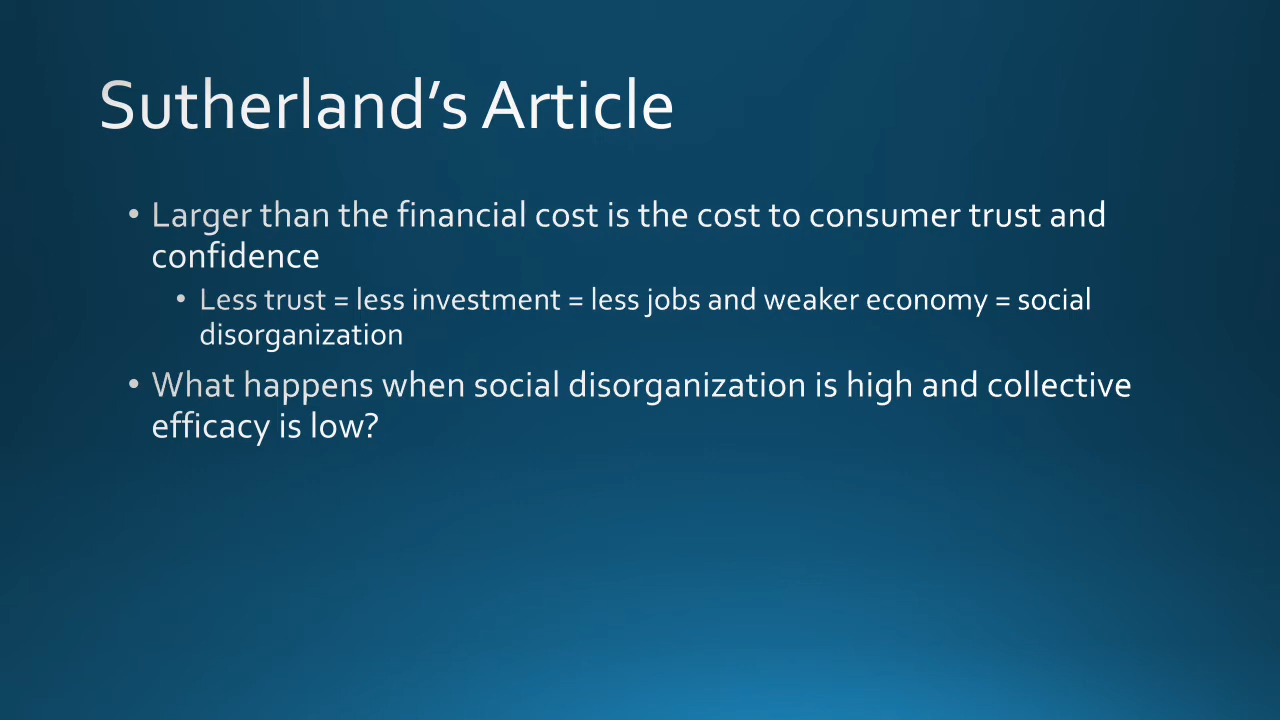 Sutherland’s Article
• Larger than the financial cost is the cost to consumer trust and
confidence
• Less trust = less investment = less jobs and weaker economy = social
disorganization
• What happens when social disorganization is high and collective
efficacy is low?